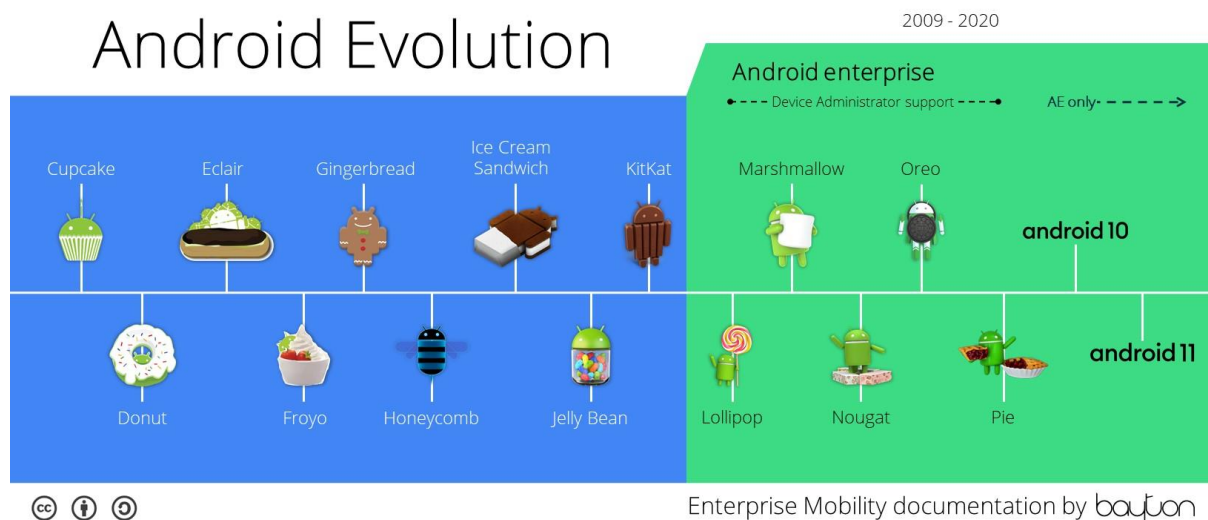 Android Evolution
2009 - 2020
Android enterprise
Device Administrator support
AE only
Cupcake
Eclair
Gingerbread
Ice Cream
Sandwich
KitKat
Marshmallow
Oreo
android 10
Donut
Froyo
Honeycomb
Jelly Bean
Lollipop
Nougat
Pie
android 11
cc
Enterprise Mobility documentation by bayton